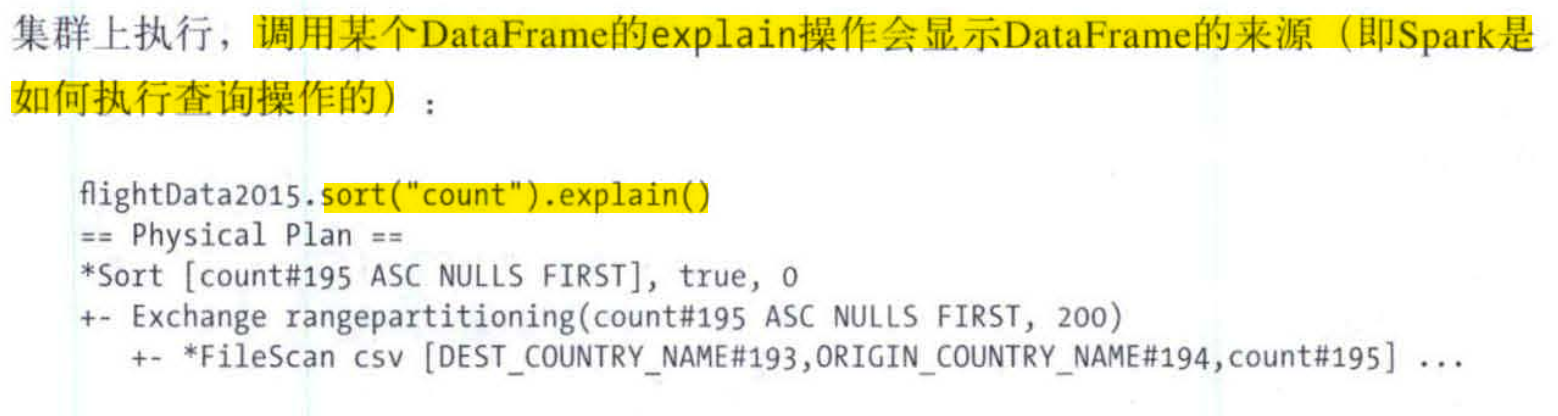 集群上执行，调用某个DataFrame的explain操作会显示DataFrame的来源（即Spark是
如何执行查询操作的）：
flightData2015.sort("count").explain()
== Physical Plan ==
*Sort [count#195 ASC NULLS FIRST], true, 0
+- Exchange rangepartitioning(count#195 ASC NULLS FIRST, 200)
+- *FileScan csv [DEST_COUNTRY_NAME#193,ORIGIN_COUNTRY_NAME#194,count#195] ...